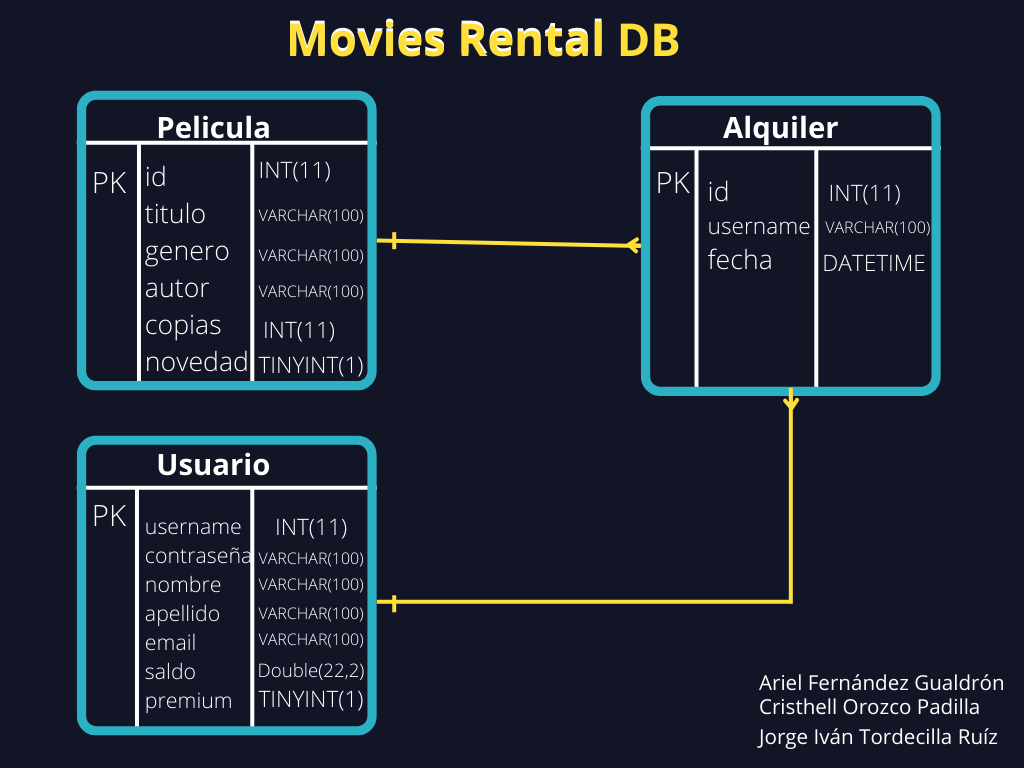 Movies Rental DB
Pelicula
PK id INT(11)
titulo VARCHAR(100)
genero VARCHAR(100)
autor VARCHAR(100)
copias INT(11)
novedad TINYINT(1)
Alquiler
PK id INT(11)
username VARCHAR(100)
fecha DATETIME
Usuario
PK username INT(11)
contraseña VARCHAR(100)
nombre VARCHAR(100)
apellido VARCHAR(100)
email VARCHAR(100)
saldo Double(22,2)
premium TINYINT(1)
Ariel Fernández Gualdrón
Cristhell Orozco Padilla
Jorge Iván Tordecilla Ruíz